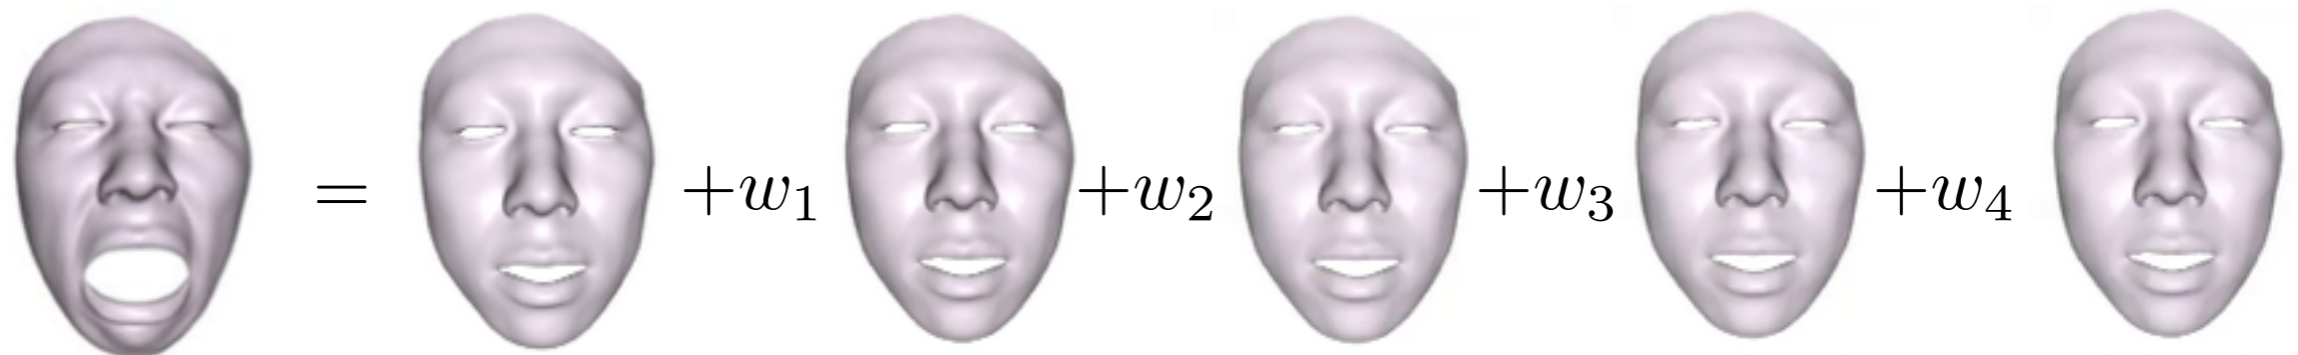 = +w₁ +w₂ +w₃ +w₄